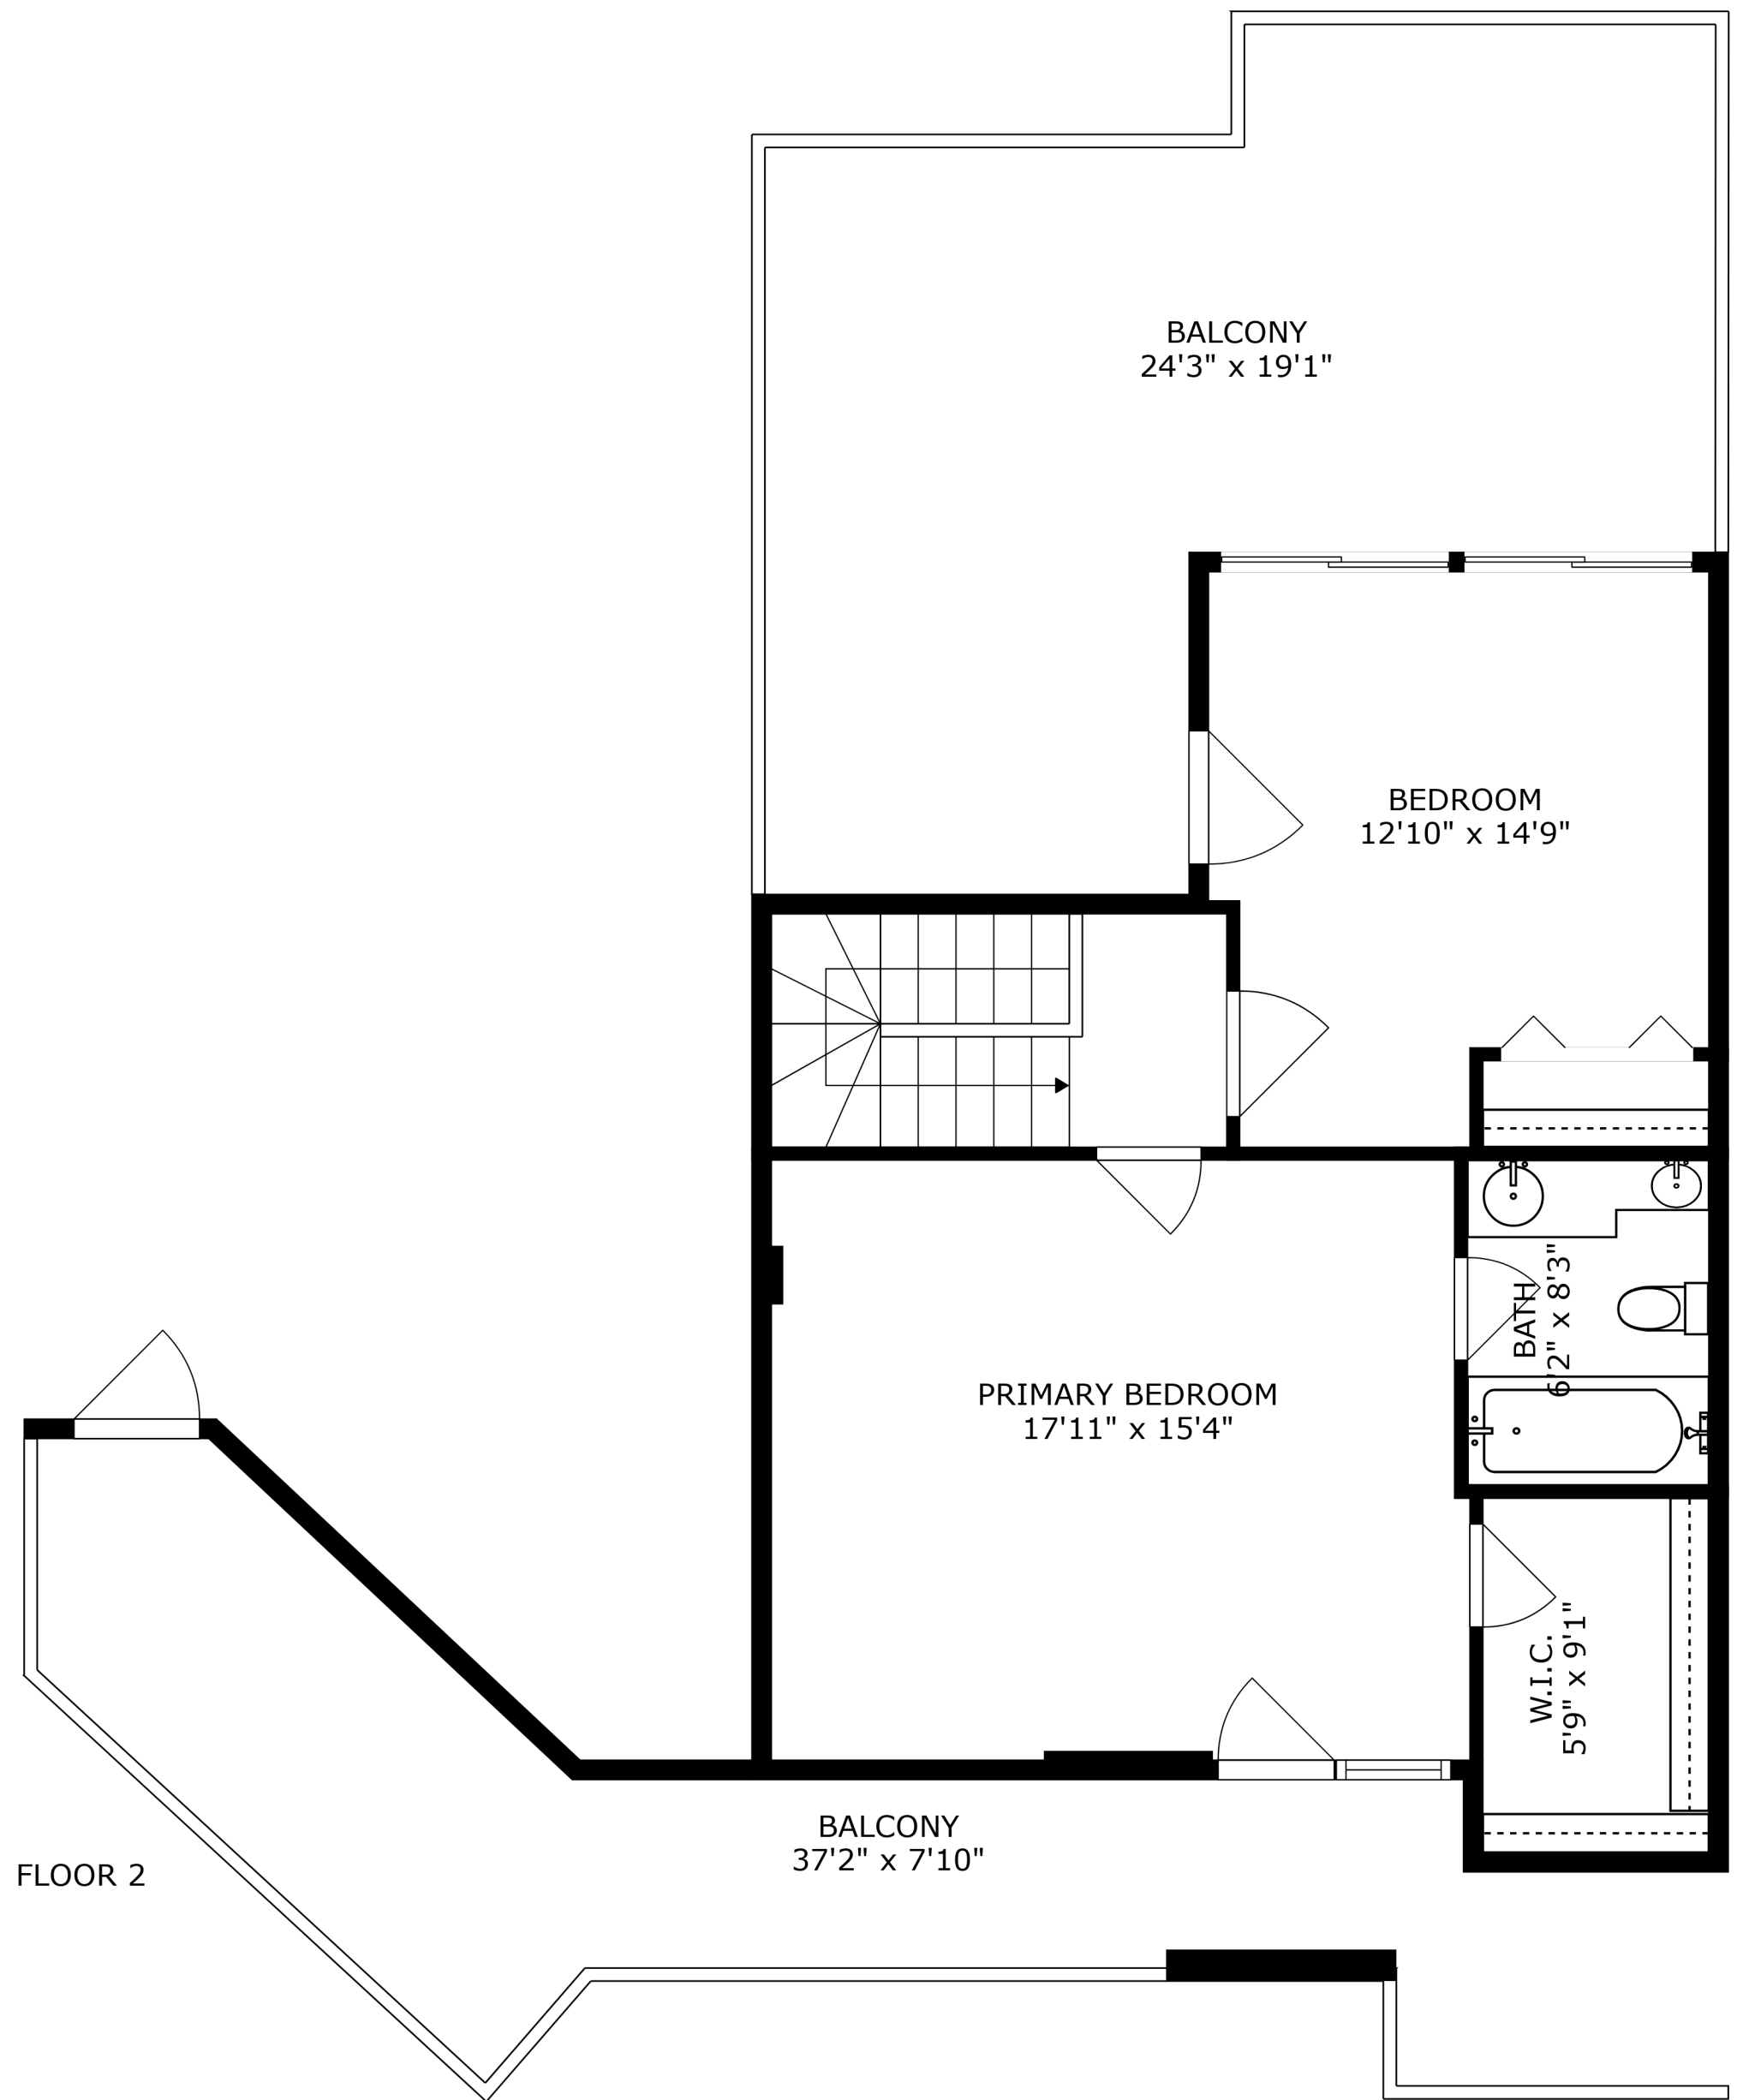 BALCONY
24'3" x 19'1"
BEDROOM
12'10" x 14'9"
BATH
6'2" x 8'3"
PRIMARY BEDROOM
17'11" x 15'4"
W.I.C.
5'9" x 9'1"
BALCONY
37'2" x 7'10"
FLOOR 2